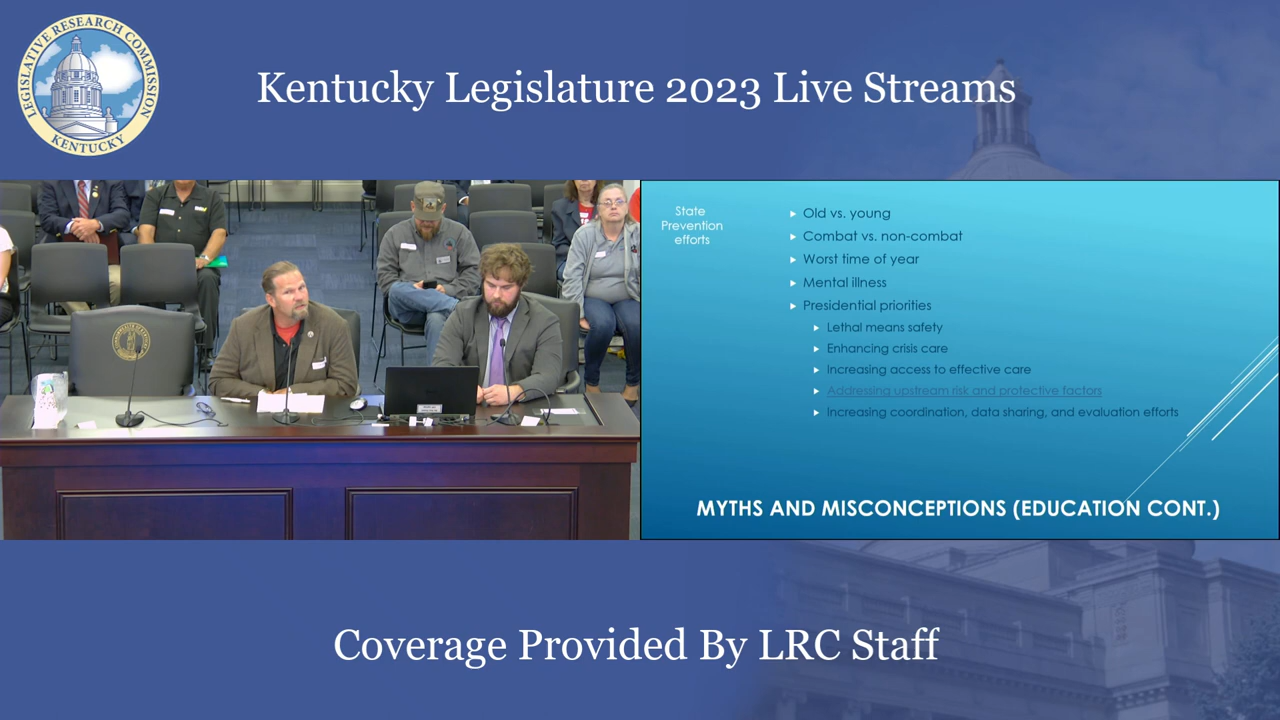 LEGISLATIVE RESEARCH COMMISSION
KENTUCKY
Kentucky Legislature 2023 Live Streams
State
Prevention
efforts
Old vs. young
Combat vs. non-combat
Worst time of year
Mental illness
Presidential priorities
Lethal means safety
Enhancing crisis care
Increasing access to effective care
Addressing upstream risk and protective factors
Increasing coordination, data sharing, and evaluation efforts
MYTHS AND MISCONCEPTIONS (EDUCATION CONT.)
Coverage Provided By LRC Staff